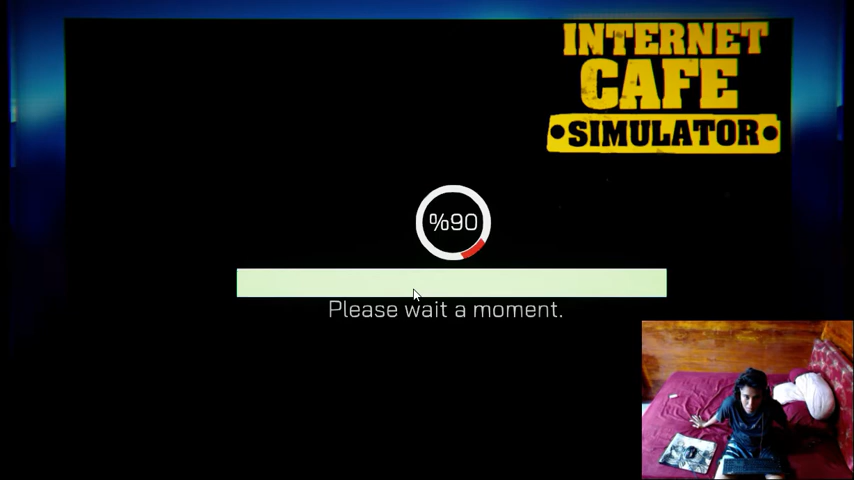 INTERNET
CAFE
•SIMULATOR•
%90
Please wait a moment.